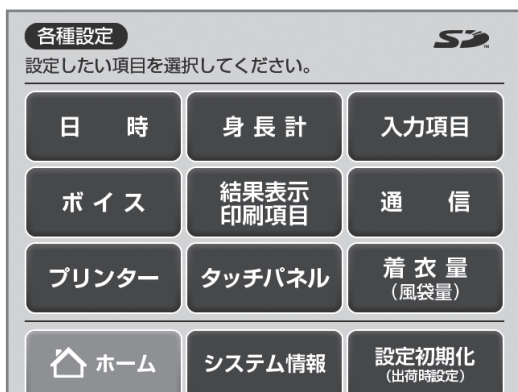 各種設定
SD
設定したい項目を選択してください。
日 時
身 長 計
入力項目
ボ イ ス
結果表示
印刷項目
通 信
プリンター
タッチパネル
着 衣 量
(風袋量)
ホーム
システム情報
設定初期化
(出荷時設定)